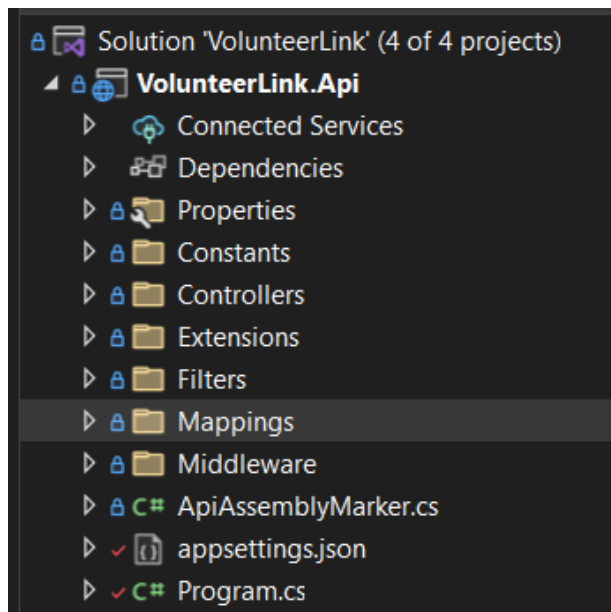 Solution 'VolunteerLink' (4 of 4 projects)
VolunteerLink.Api
Connected Services
Dependencies
Properties
Constants
Controllers
Extensions
Filters
Mappings
Middleware
C# ApiAssemblyMarker.cs
appsettings.json
C# Program.cs